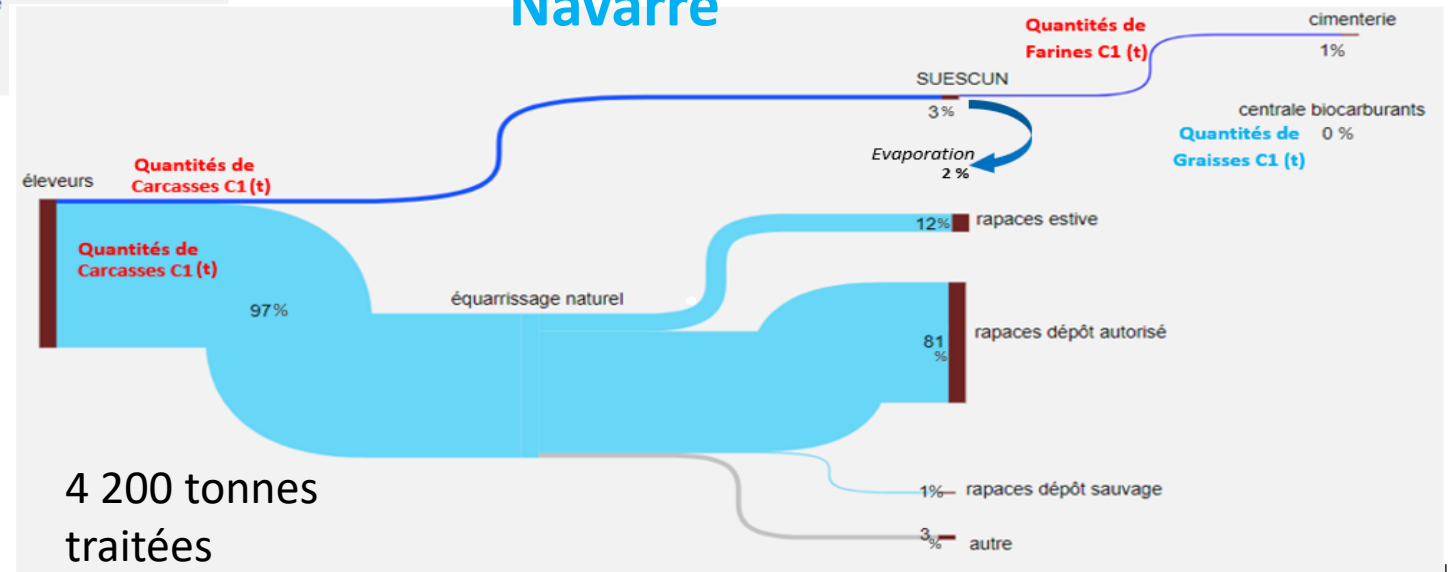 Navarre
Quantités de
Farines C1 (t)
cimenterie
1%
SUESCUN
3%
centrale biocarburants
Quantités de 0 %
Graisses C1 (t)
Evaporation
2 %
Quantités de
Carcasses C1 (t)
éleveurs
Quantités de
Carcasses C1 (t)
97%
équarrissage naturel
12%
rapaces estive
81
%
rapaces dépôt autorisé
1%
rapaces dépôt sauvage
3
%
autre
4 200 tonnes
traitées